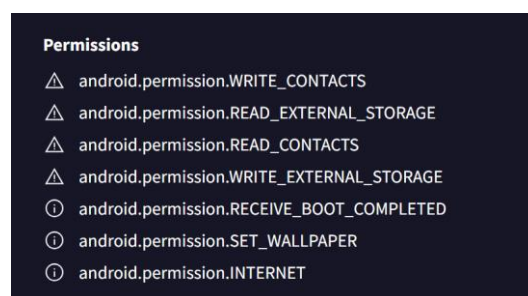 Permissions
android.permission.WRITE_CONTACTS
android.permission.READ_EXTERNAL_STORAGE
android.permission.READ_CONTACTS
android.permission.WRITE_EXTERNAL_STORAGE
android.permission.RECEIVE_BOOT_COMPLETED
android.permission.SET_WALLPAPER
android.permission.INTERNET